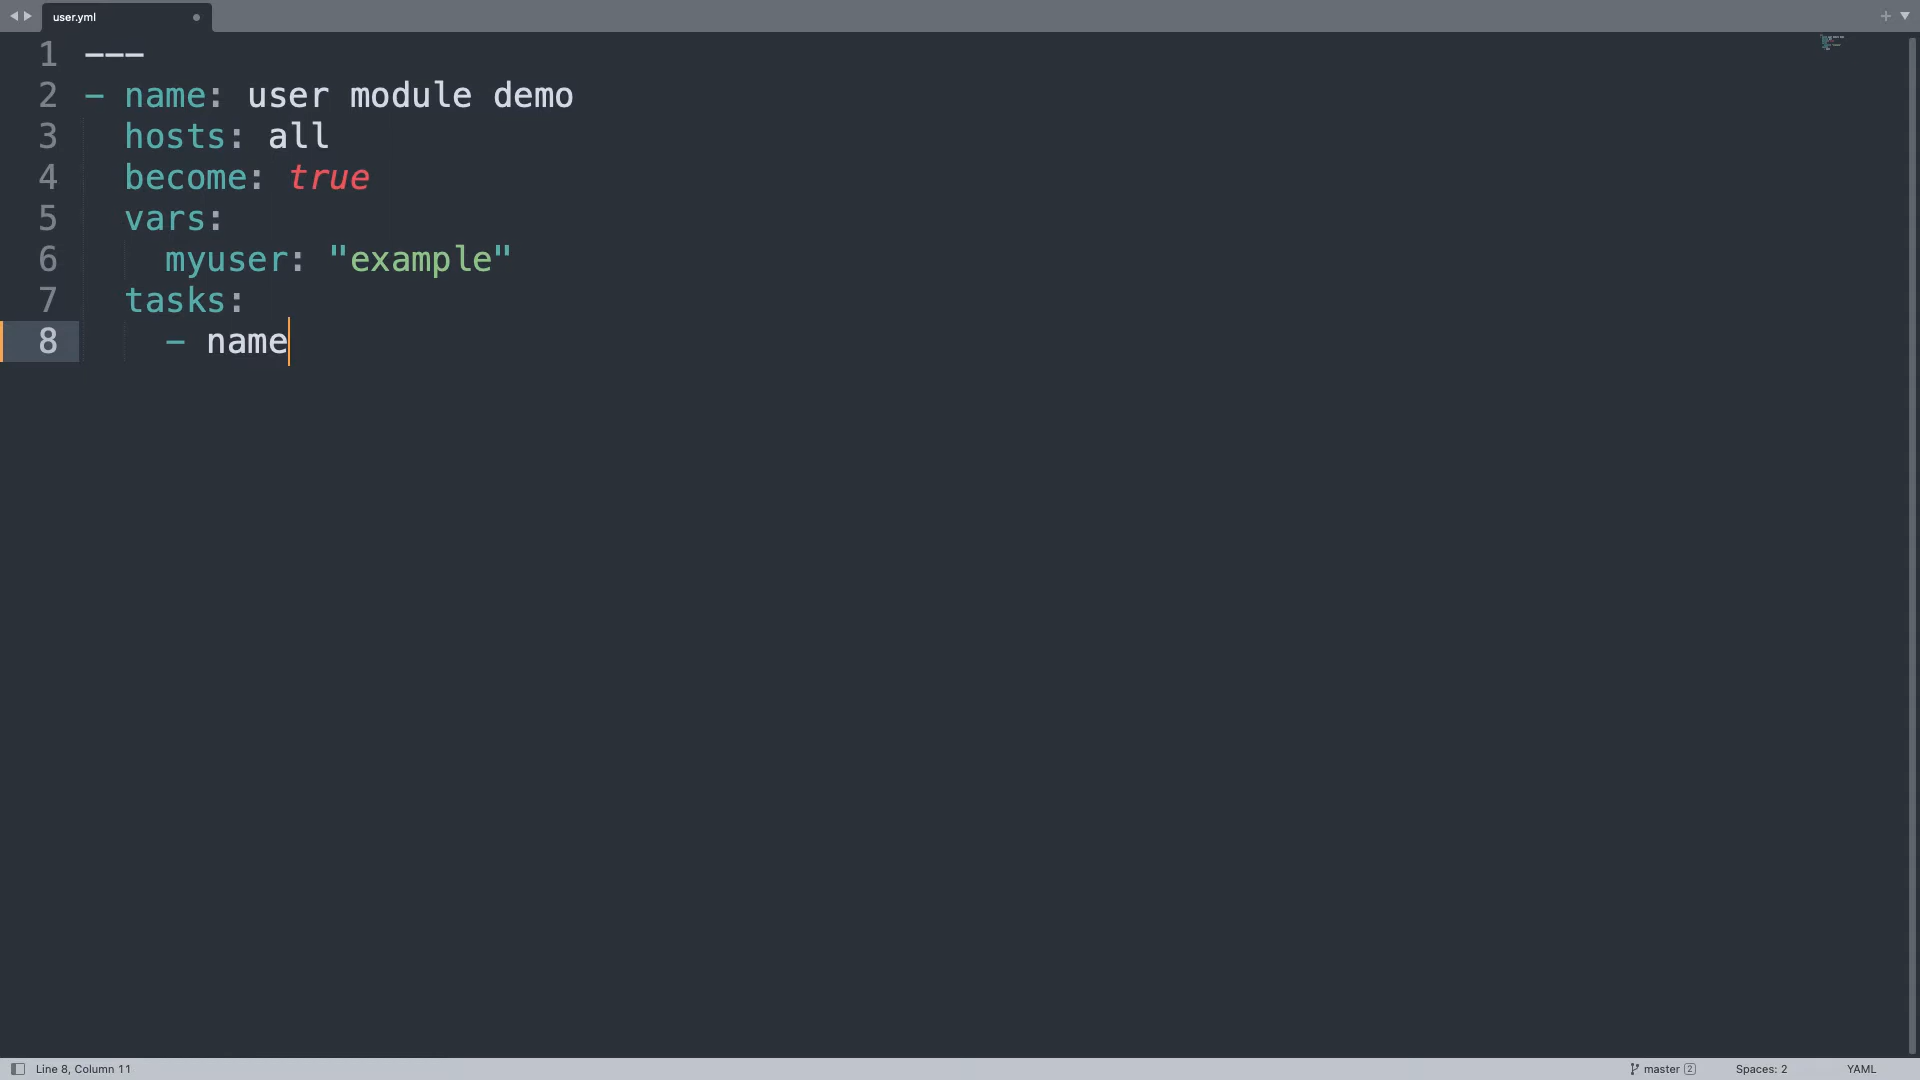 user.yml
1 ---
2 - name: user module demo
3 hosts: all
4 become: true
5 vars:
6 myuser: "example"
7 tasks:
8 - name
Line 8, Column 11 master 2 Spaces: 2 YAML